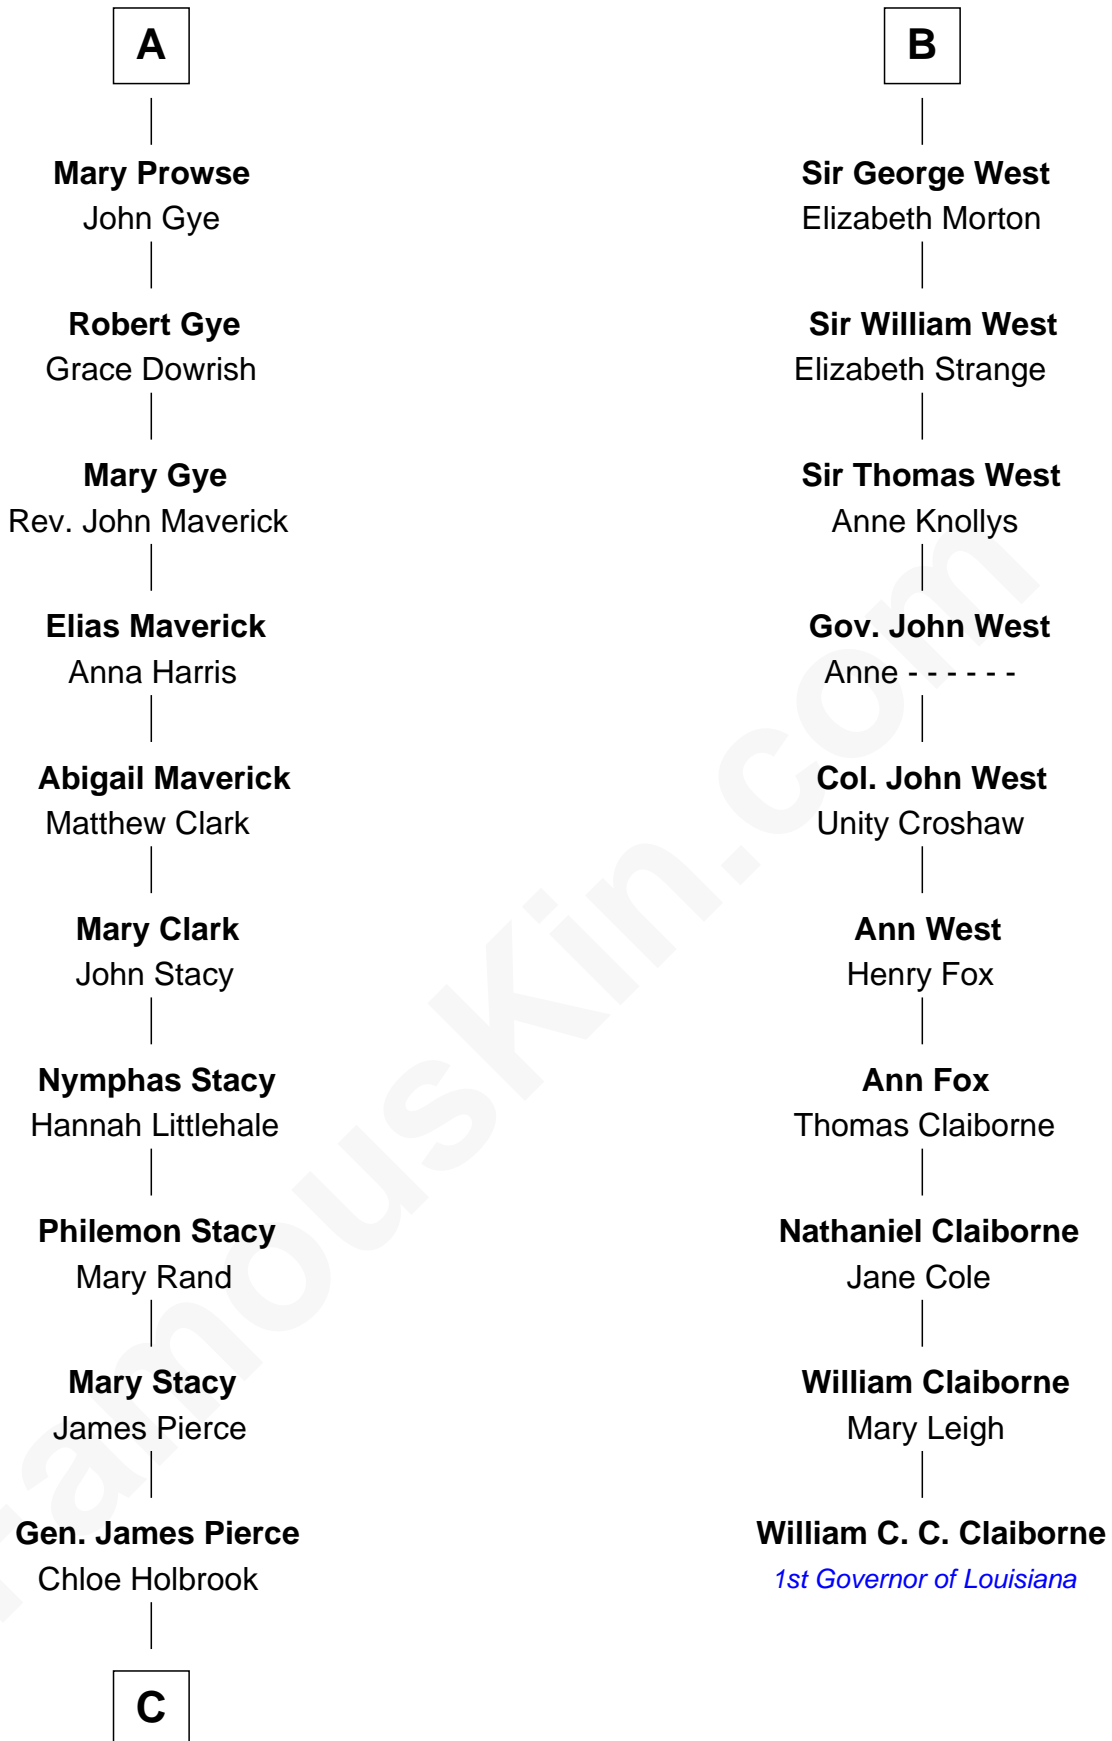 A
Mary Prowse
John Gye
Robert Gye
Grace Dowrish
Mary Gye
Rev. John Maverick
Elias Maverick
Anna Harris
Abigail Maverick
Matthew Clark
Mary Clark
John Stacy
Nymphas Stacy
Hannah Littlehale
Philemon Stacy
Mary Rand
Mary Stacy
James Pierce
Gen. James Pierce
Chloe Holbrook
C
B
Sir George West
Elizabeth Morton
Sir William West
Elizabeth Strange
Sir Thomas West
Anne Knollys
Gov. John West
Anne - - - - - -
Col. John West
Unity Croshaw
Ann West
Henry Fox
Ann Fox
Thomas Claiborne
Nathaniel Claiborne
Jane Cole
William Claiborne
Mary Leigh
William C. C. Claiborne
1st Governor of Louisiana
FamousKin.com